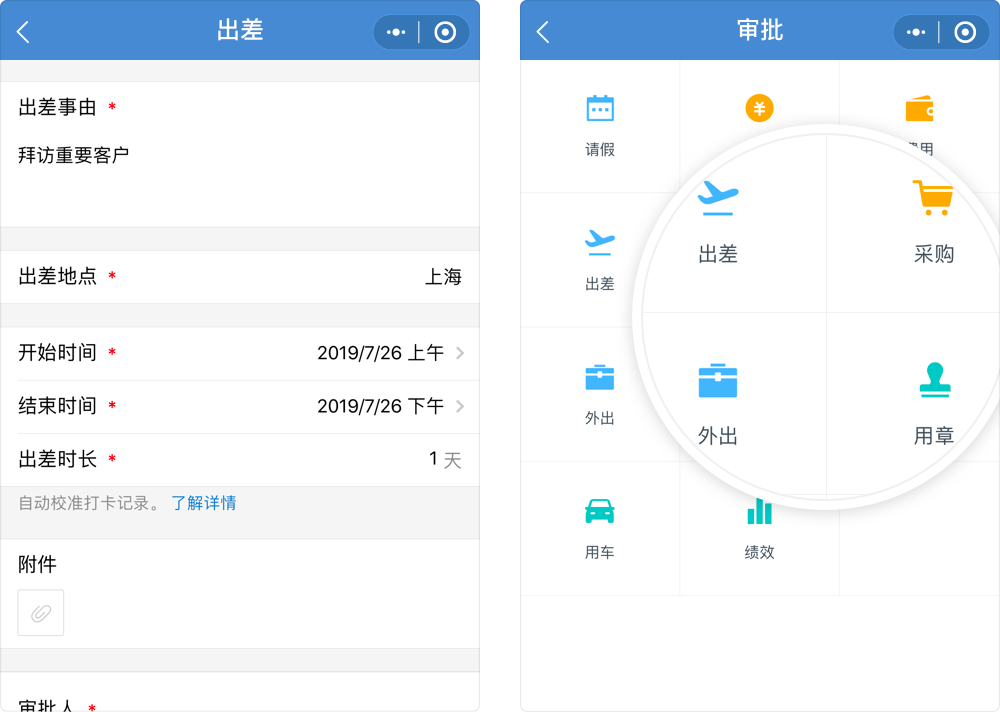 出差
出差事由 *
拜访重要客户
出差地点 *
上海
开始时间 *
2019/7/26 上午
结束时间 *
2019/7/26 下午
出差时长 *
1 天
自动校准打卡记录。 了解详情
附件
审批人 *
审批
请假
费用
出差
外出
用车
绩效
出差
采购
外出
用章